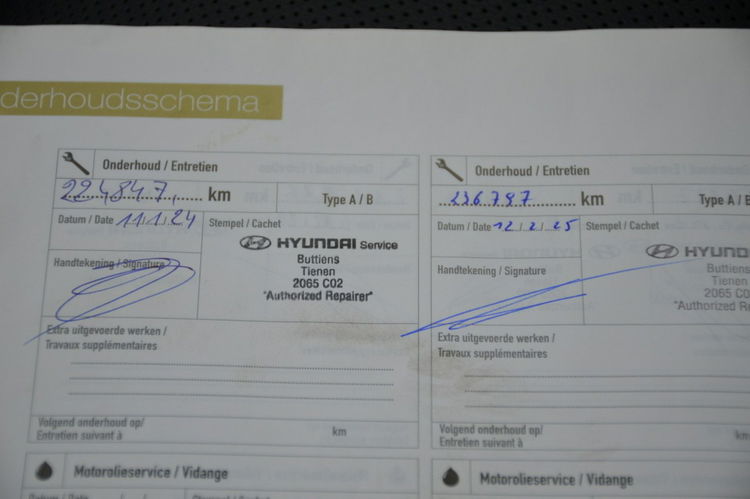 derhoudsschema
Onderhoud / Entretien
224847 km Type A / B
Datum / Date 11/1/24
Stempel / Cachet
HYUNDAI Service
Buttiens
Tienen
2065 C02
"Authorized Repairer"
Handtekening / Signature
Extra uitgevoerde werken /
Travaux supplémentaires
Volgend onderhoud op/
Entretien suivant à km
Motorolieservice / Vidange
Onderhoud / Entretien
236.797 km Type A /
Datum / Date 12/2/25
Stempel / Cachet
HYUND
Buttiens
Tienen
2065 C0
"Authorized R
Handtekening / Signature
Extra uitgevoerde werken /
Travaux supplémentaires
Volgend onderhoud op/
Entretien suivant à km
Motorolieservice / Vidange